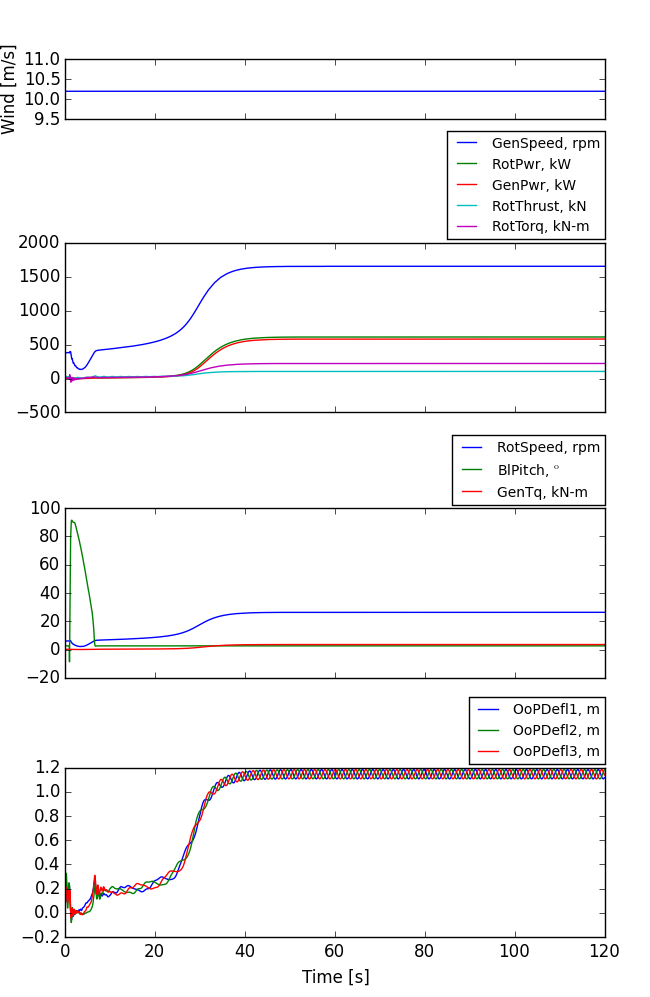 Wind [m/s]
11.0
10.5
10.0
9.5
GenSpeed, rpm
RotPwr, kW
GenPwr, kW
RotThrust, kN
RotTorq, kN-m
2000
1500
1000
500
0
−500
RotSpeed, rpm
BlPitch, °
GenTq, kN-m
100
80
60
40
20
0
−20
OoPDefl1, m
OoPDefl2, m
OoPDefl3, m
1.2
1.0
0.8
0.6
0.4
0.2
0.0
−0.2
0 20 40 60 80 100 120
Time [s]